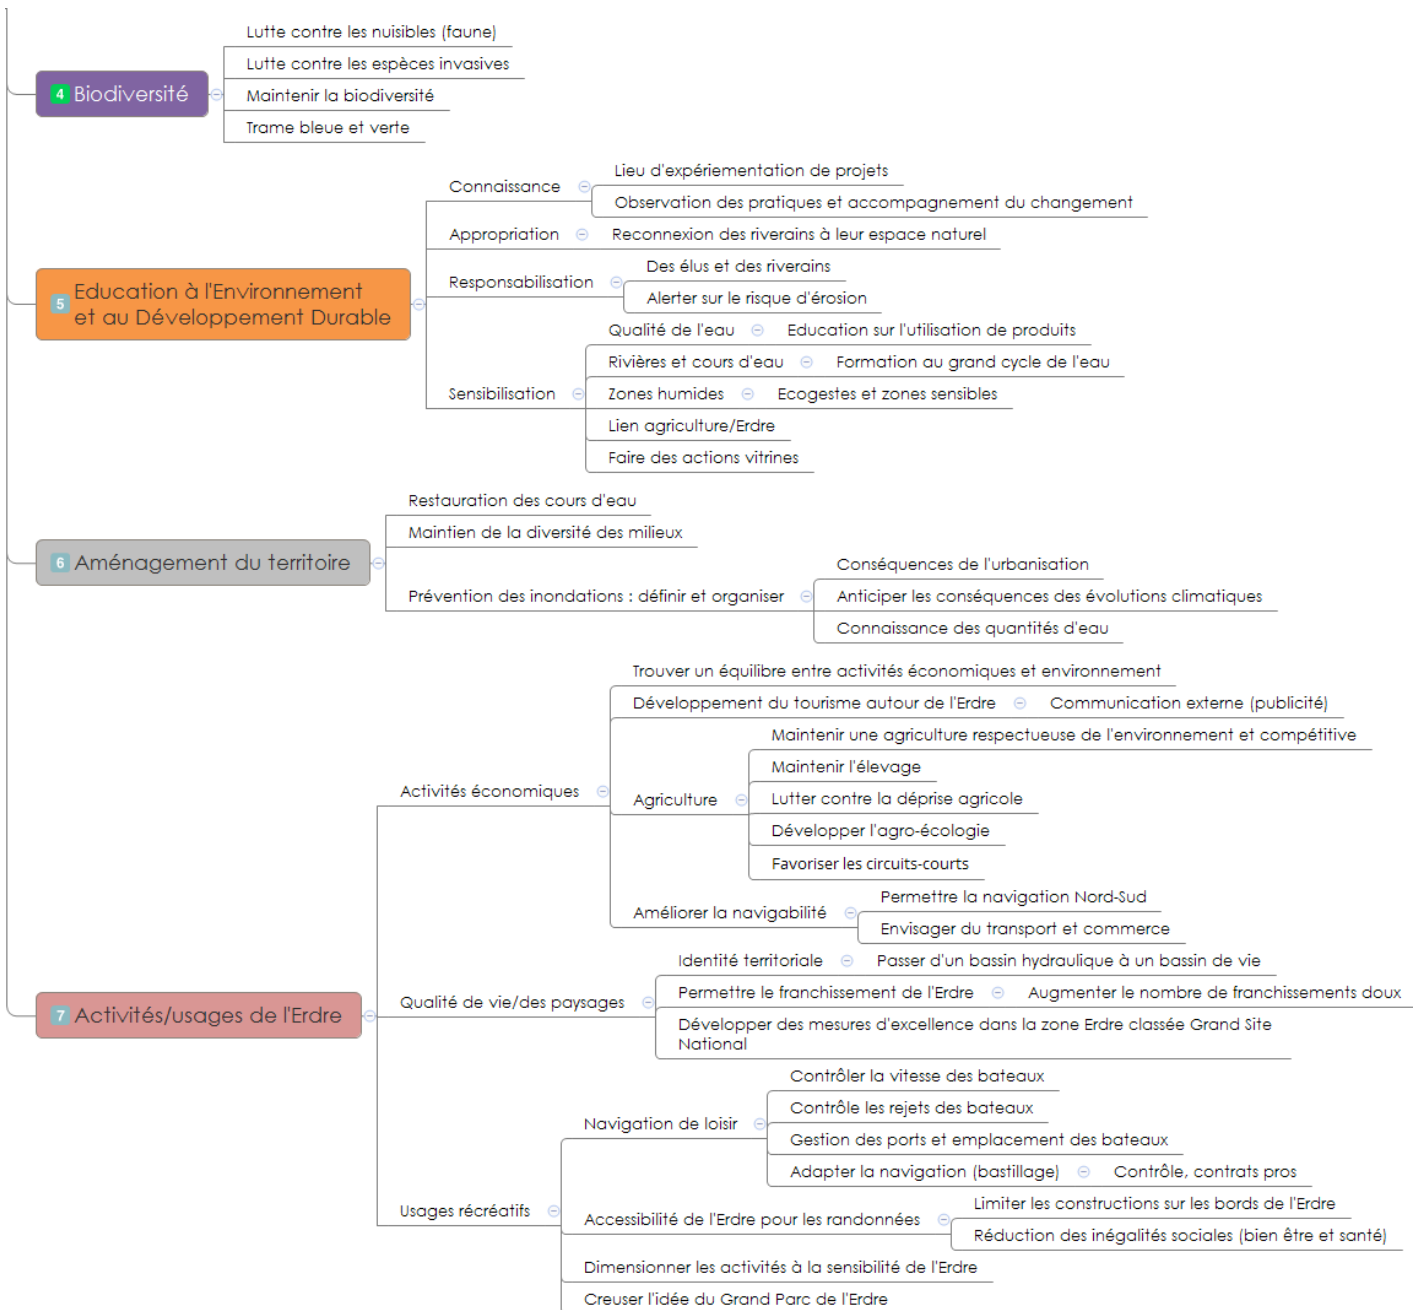 Lutte contre les nuisibles (faune)
Lutte contre les espèces invasives
4 Biodiversité
Maintenir la biodiversité
Trame bleue et verte
Lieu d'expériementation de projets
Connaissance
Observation des pratiques et accompagnement du changement
Appropriation
Reconnexion des riverains à leur espace naturel
Des élus et des riverains
Responsabilisation
Alerter sur le risque d'érosion
5 Education à l'Environnement
et au Développement Durable
Qualité de l'eau
Education sur l'utilisation de produits
Rivières et cours d'eau
Formation au grand cycle de l'eau
Sensibilisation
Zones humides
Ecogestes et zones sensibles
Lien agriculture/Erdre
Faire des actions vitrines
Restauration des cours d'eau
Maintien de la diversité des milieux
6 Aménagement du territoire
Conséquences de l'urbanisation
Prévention des inondations : définir et organiser
Anticiper les conséquences des évolutions climatiques
Connaissance des quantités d'eau
Trouver un équilibre entre activités économiques et environnement
Développement du tourisme autour de l'Erdre
Communication externe (publicité)
Maintenir une agriculture respectueuse de l'environnement et compétitive
Maintenir l'élevage
Activités économiques
Agriculture
Lutter contre la déprise agricole
Développer l'agro-écologie
Favoriser les circuits-courts
Permettre la navigation Nord-Sud
Améliorer la navigabilité
Envisager du transport et commerce
Identité territoriale
Passer d'un bassin hydraulique à un bassin de vie
Qualité de vie/des paysages
Permettre le franchissement de l'Erdre
Augmenter le nombre de franchissements doux
7 Activités/usages de l'Erdre
Développer des mesures d'excellence dans la zone Erdre classée Grand Site
National
Contrôler la vitesse des bateaux
Contrôle les rejets des bateaux
Navigation de loisir
Gestion des ports et emplacement des bateaux
Adapter la navigation (bastillage)
Contrôle, contrats pros
Usages récréatifs
Limiter les constructions sur les bords de l'Erdre
Accessibilité de l'Erdre pour les randonnées
Réduction des inégalités sociales (bien être et santé)
Dimensionner les activités à la sensibilité de l'Erdre
Creuser l'idée du Grand Parc de l'Erdre